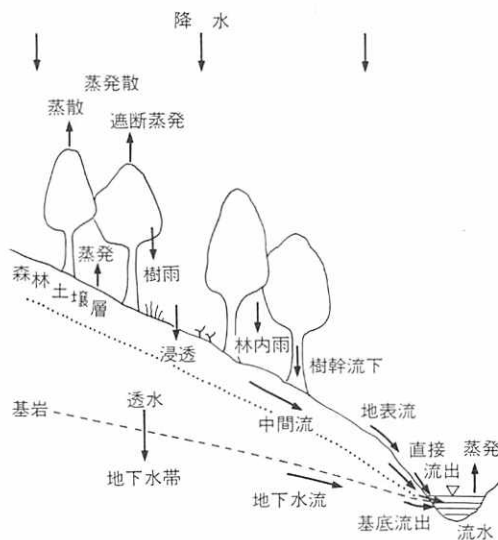 降水
蒸発散
蒸散
遮断蒸発
蒸発
樹雨
森林土壌層
浸透
林内雨
樹幹流下
透水
基岩
中間流
地表流
直接
流出
蒸発
地下水帯
地下水流
基底流出
流水